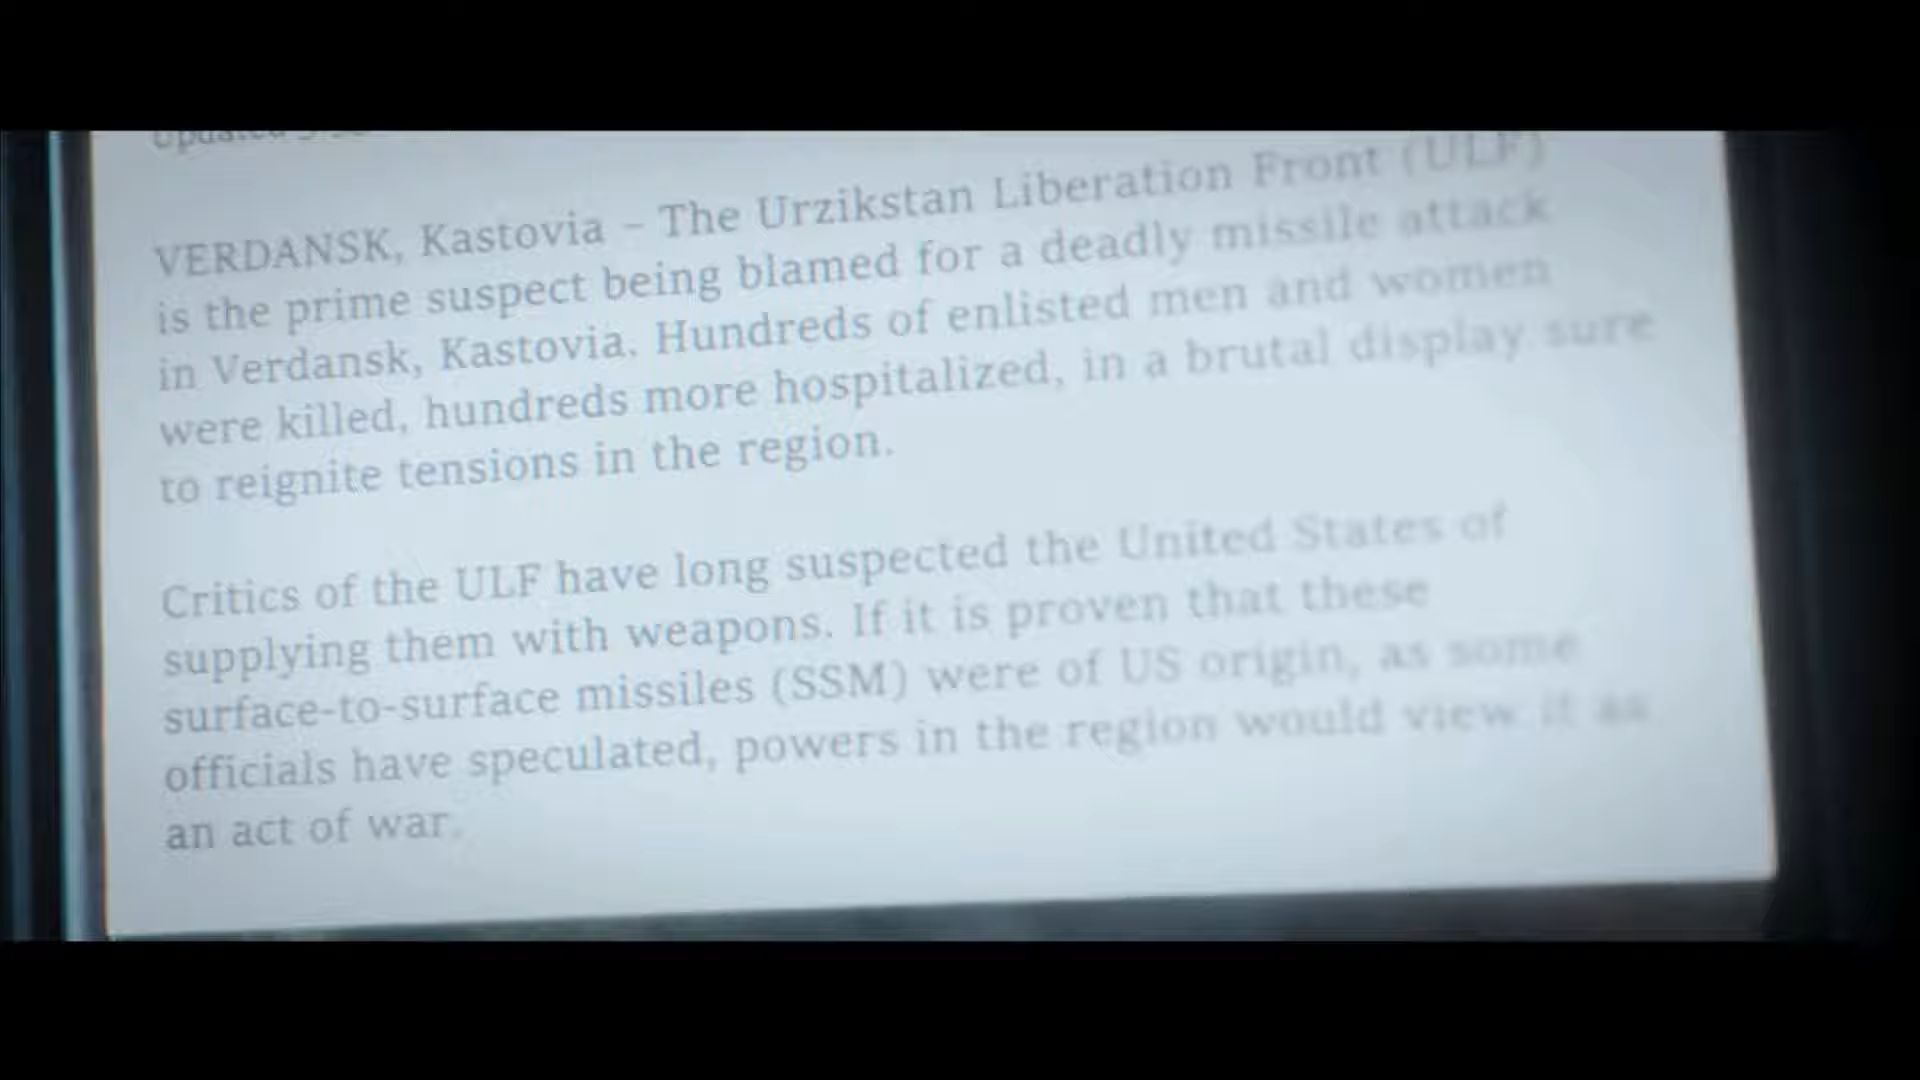 Updated
VERDANSK, Kastovia – The Urzikstan Liberation Front (ULF)
is the prime suspect being blamed for a deadly missile attack
in Verdansk, Kastovia. Hundreds of enlisted men and women
were killed, hundreds more hospitalized, in a brutal display sure
to reignite tensions in the region.
Critics of the ULF have long suspected the United States of
supplying them with weapons. If it is proven that these
surface-to-surface missiles (SSM) were of US origin, as some
officials have speculated, powers in the region would view it as
an act of war.